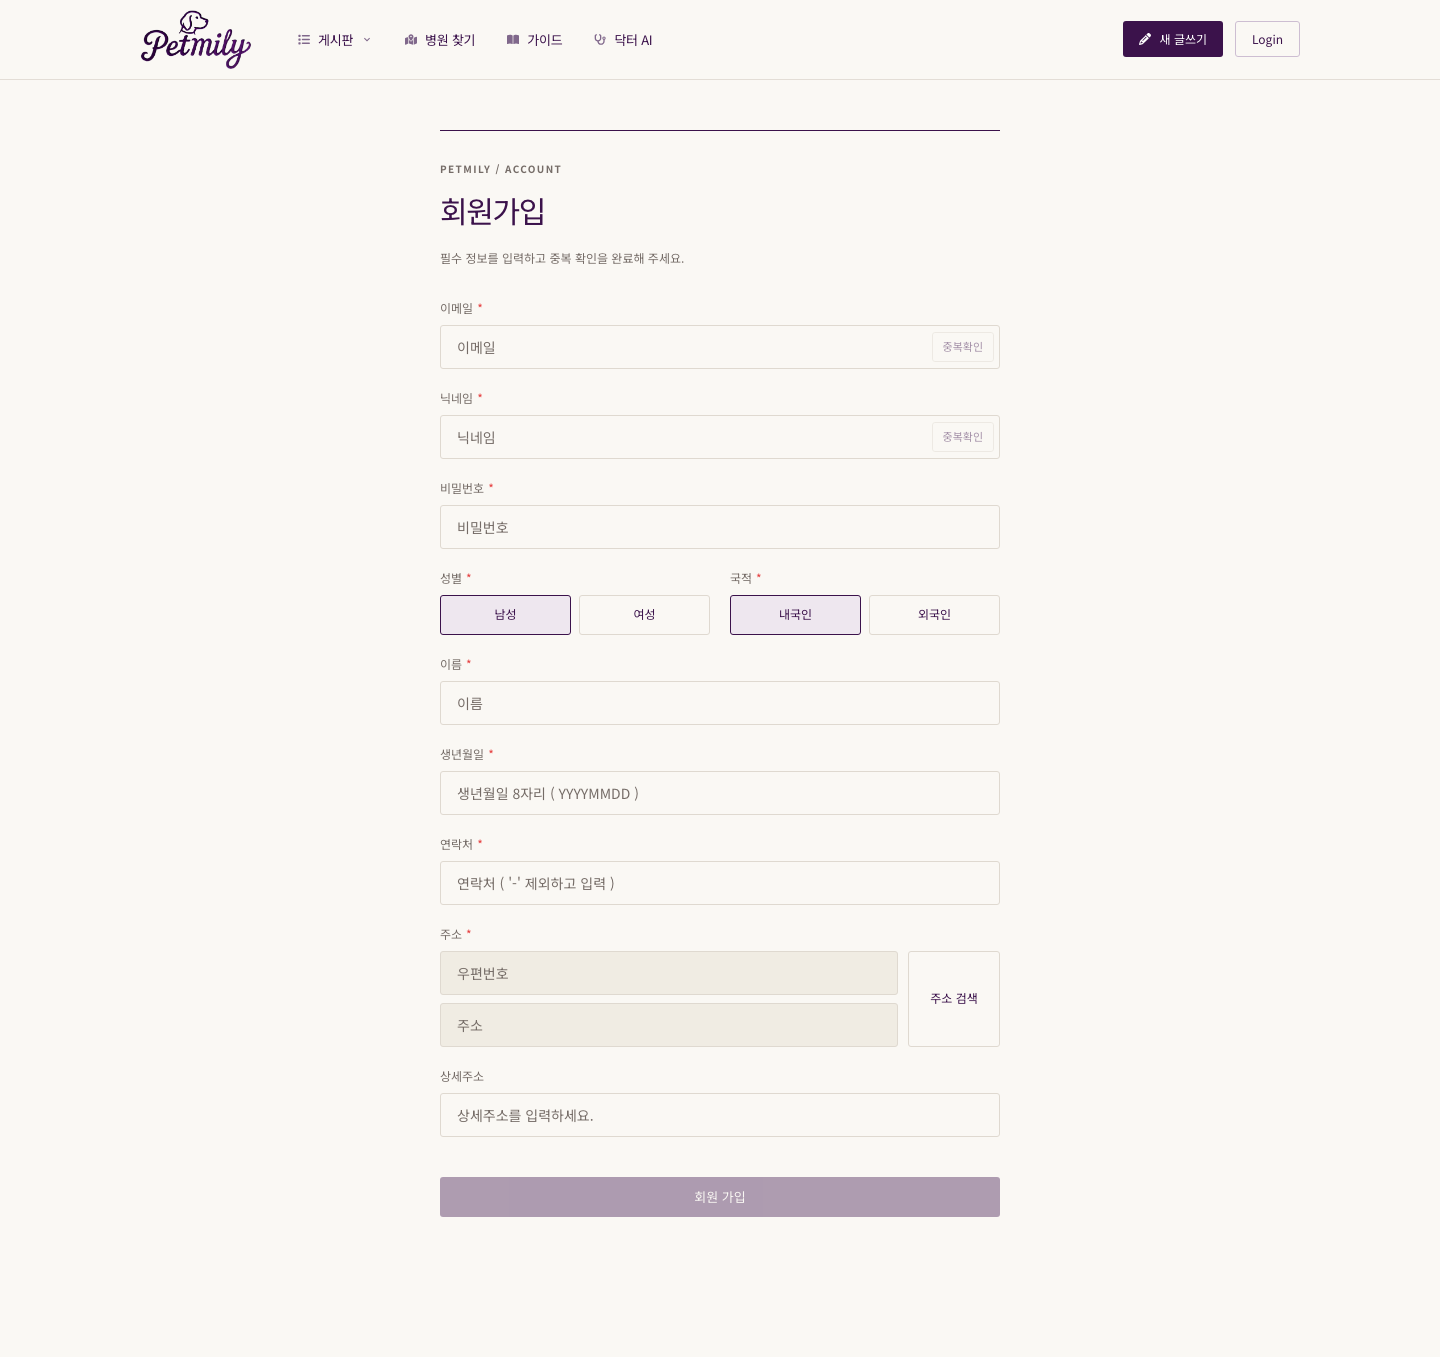 Petmily
게시판
병원 찾기
가이드
닥터 AI
새 글쓰기
Login
PETMILY / ACCOUNT
회원가입
필수 정보를 입력하고 중복 확인을 완료해 주세요.
이메일 *
이메일
중복확인
닉네임 *
닉네임
중복확인
비밀번호 *
비밀번호
성별 *
남성
여성
국적 *
내국인
외국인
이름 *
이름
생년월일 *
생년월일 8자리 ( YYYYMMDD )
연락처 *
연락처 ( '-' 제외하고 입력 )
주소 *
우편번호
주소
주소 검색
상세주소
상세주소를 입력하세요.
회원 가입